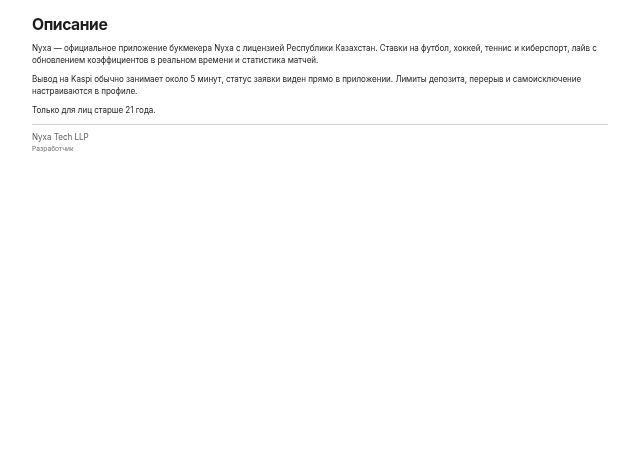 Описание
Nyxa — официальное приложение букмекера Nyxa с лицензией Республики Казахстан. Ставки на футбол, хоккей, теннис и киберспорт, лайв с
обновлением коэффициентов в реальном времени и статистика матчей.
Вывод на Kaspi обычно занимает около 5 минут, статус заявки виден прямо в приложении. Лимиты депозита, перерыв и самоисключение
настраиваются в профиле.
Только для лиц старше 21 года.
Nyxa Tech LLP
Разработчик